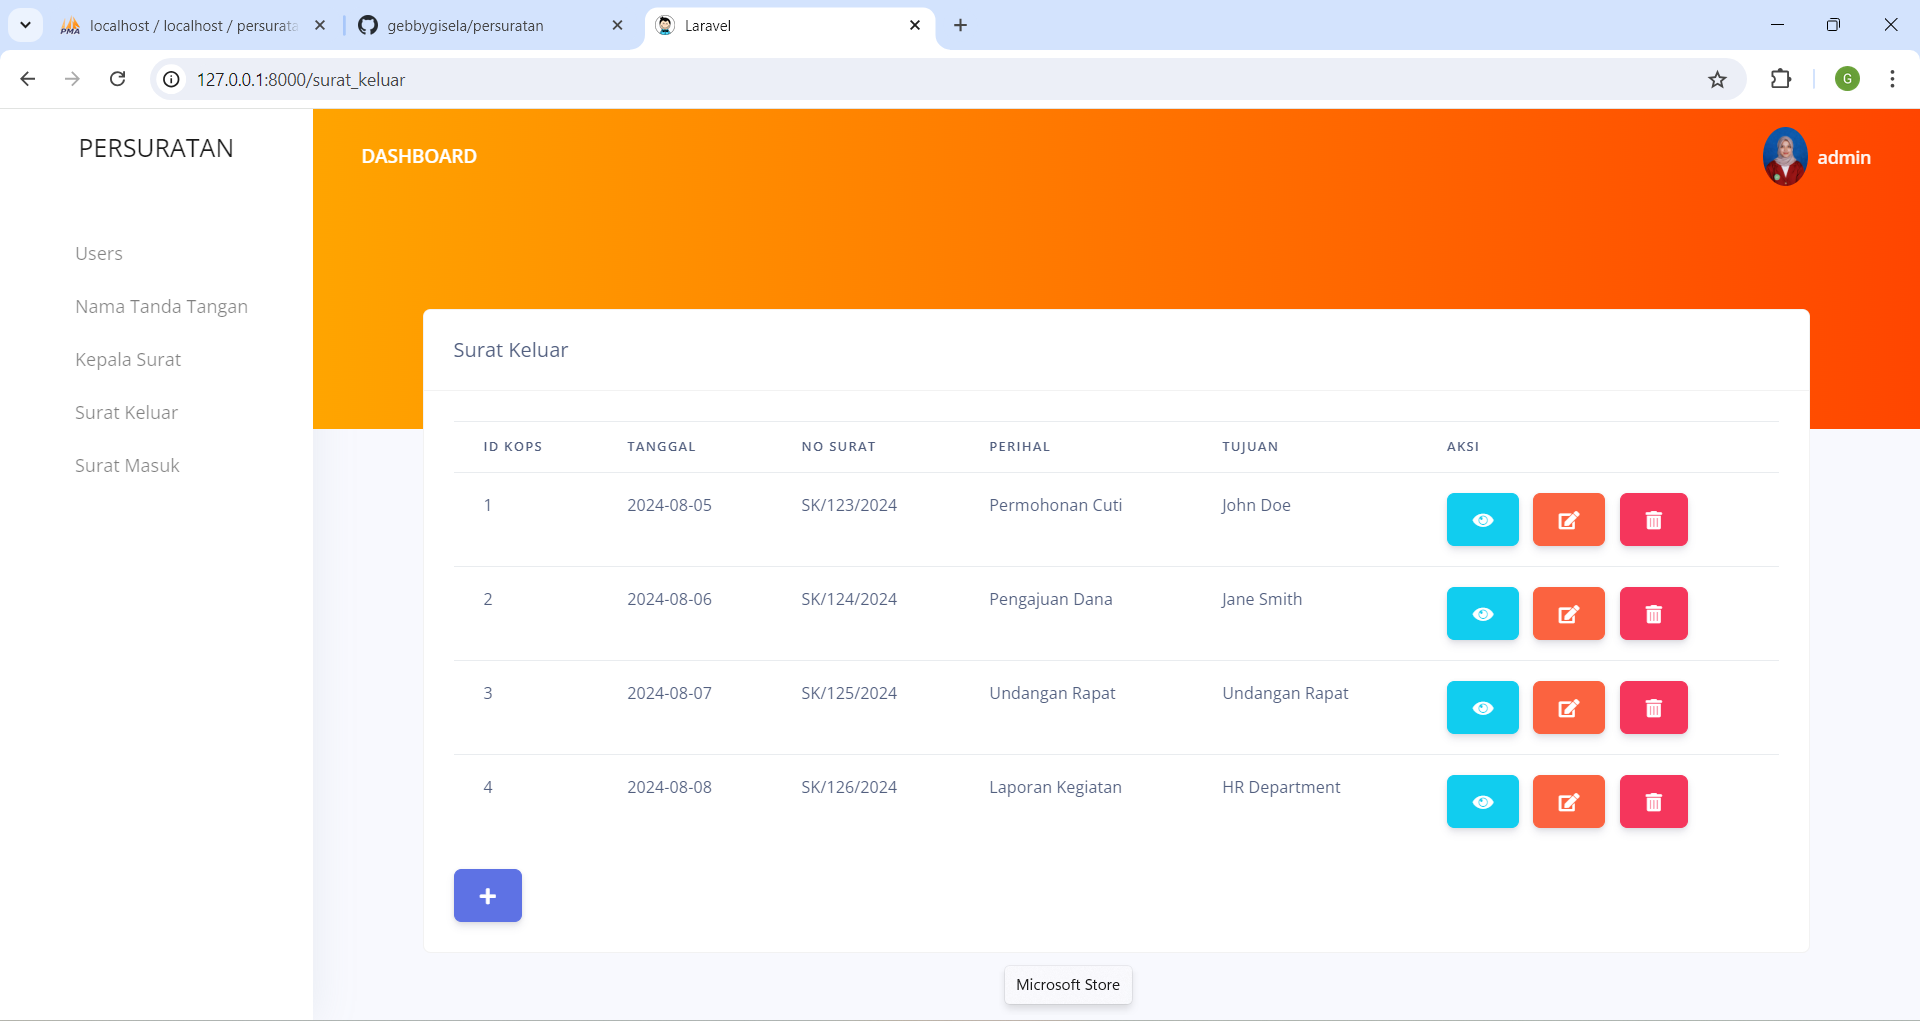 localhost / localhost / persurata
gebbygisela/persuratan
Laravel
127.0.0.1:8000/surat_keluar
G
PERSURATAN
DASHBOARD
admin
Users
Nama Tanda Tangan
Kepala Surat
Surat Keluar
Surat Masuk
Surat Keluar
ID KOPS TANGGAL NO SURAT PERIHAL TUJUAN AKSI
1 2024-08-05 SK/123/2024 Permohonan Cuti John Doe
2 2024-08-06 SK/124/2024 Pengajuan Dana Jane Smith
3 2024-08-07 SK/125/2024 Undangan Rapat Undangan Rapat
4 2024-08-08 SK/126/2024 Laporan Kegiatan HR Department
Microsoft Store